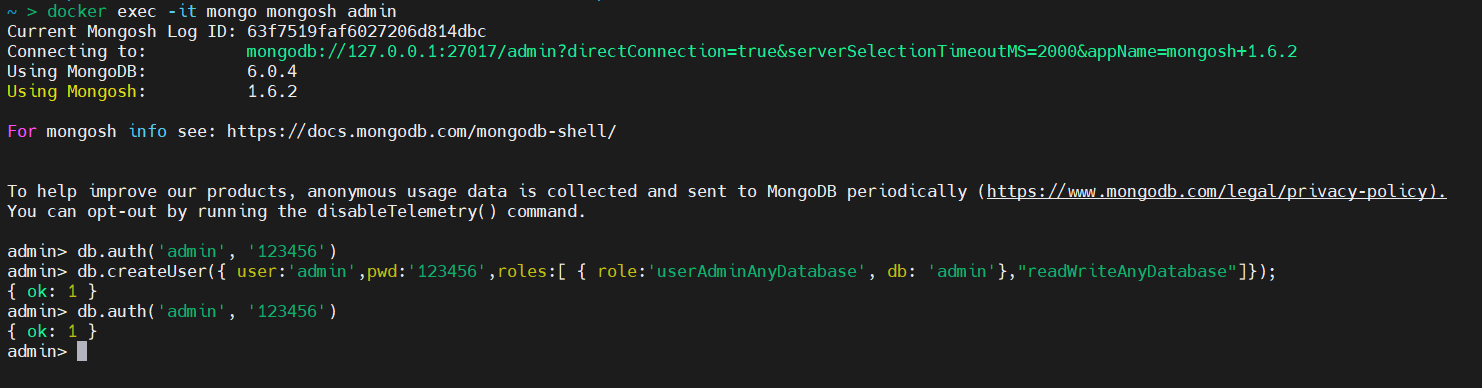 ~ > docker exec -it mongo mongosh admin
Current Mongosh Log ID: 63f7519faf6027206d814dbc
Connecting to:          mongodb://127.0.0.1:27017/admin?directConnection=true&serverSelectionTimeoutMS=2000&appName=mongosh+1.6.2
Using MongoDB:          6.0.4
Using Mongosh:          1.6.2
For mongosh info see: https://docs.mongodb.com/mongodb-shell/
To help improve our products, anonymous usage data is collected and sent to MongoDB periodically (https://www.mongodb.com/legal/privacy-policy).
You can opt-out by running the disableTelemetry() command.
admin> db.auth('admin', '123456')
admin> db.createUser({ user:'admin',pwd:'123456',roles:[ { role:'userAdminAnyDatabase', db: 'admin'},"readWriteAnyDatabase"]});
{ ok: 1 }
admin> db.auth('admin', '123456')
{ ok: 1 }
admin>